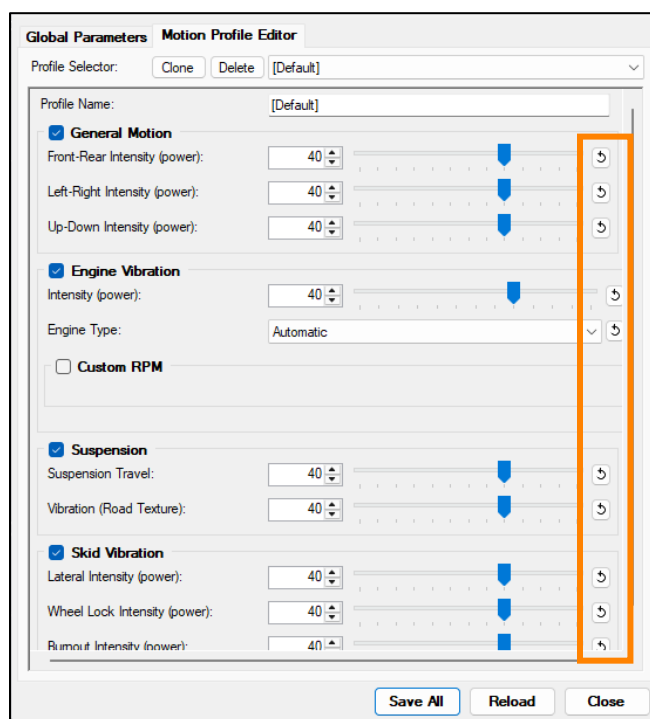 Global Parameters Motion Profile Editor
Profile Selector: Clone Delete [Default]
Profile Name: [Default]
General Motion
Front-Rear Intensity (power): 40
Left-Right Intensity (power): 40
Up-Down Intensity (power): 40
Engine Vibration
Intensity (power): 40
Engine Type: Automatic
Custom RPM
Suspension
Suspension Travel: 40
Vibration (Road Texture): 40
Skid Vibration
Lateral Intensity (power): 40
Wheel Lock Intensity (power): 40
Burnout Intensity (power): 40
Save All Reload Close